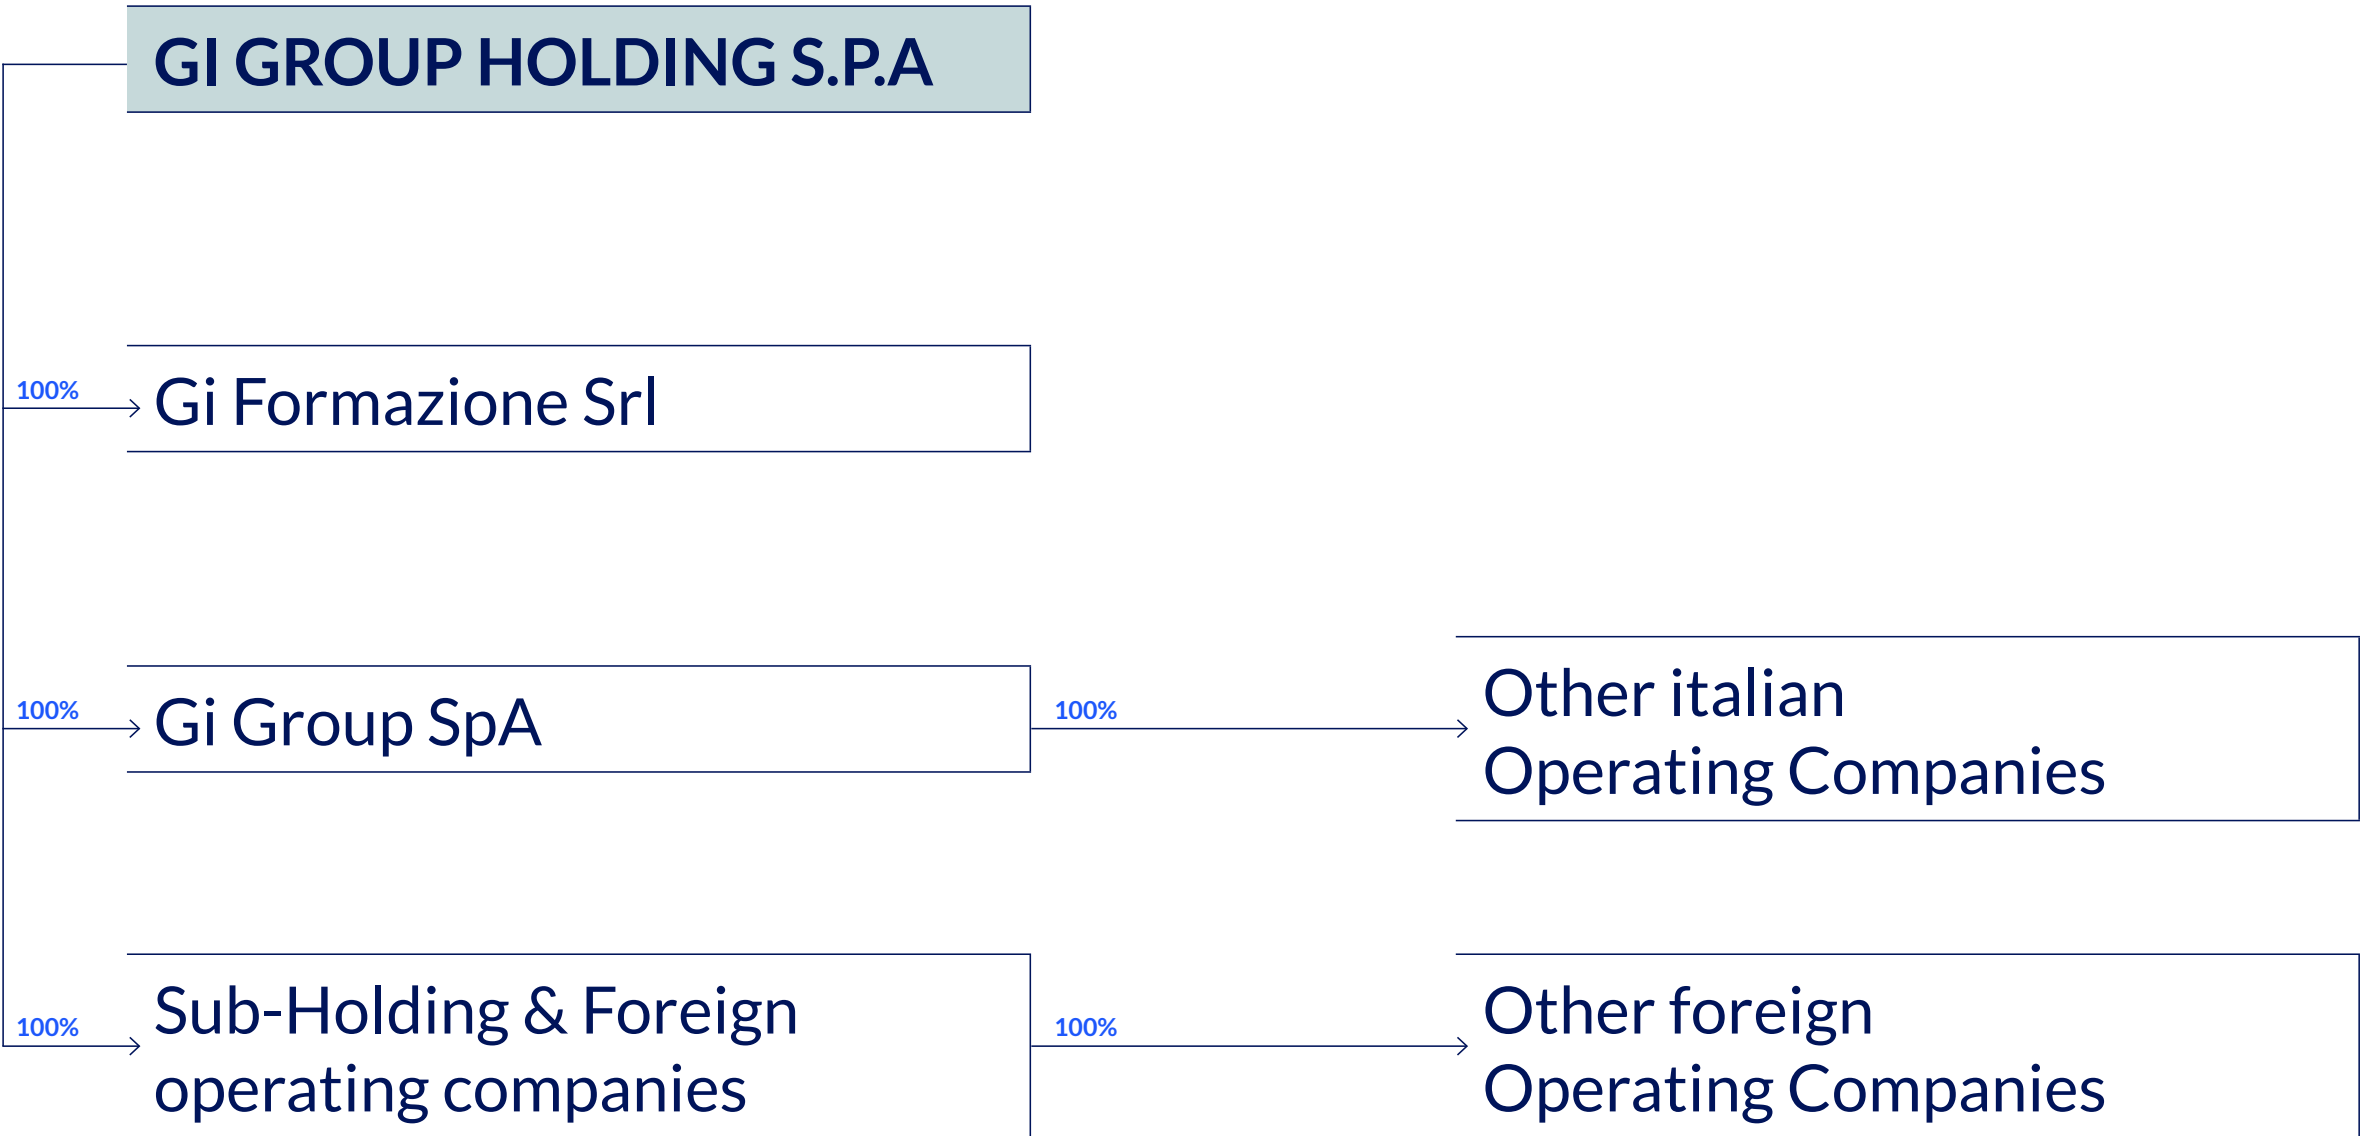 GI GROUP HOLDING S.P.A
100%
Gi Formazione Srl
100%
Gi Group SpA
100%
Other italian
Operating Companies
100%
Sub-Holding & Foreign
operating companies
100%
Other foreign
Operating Companies